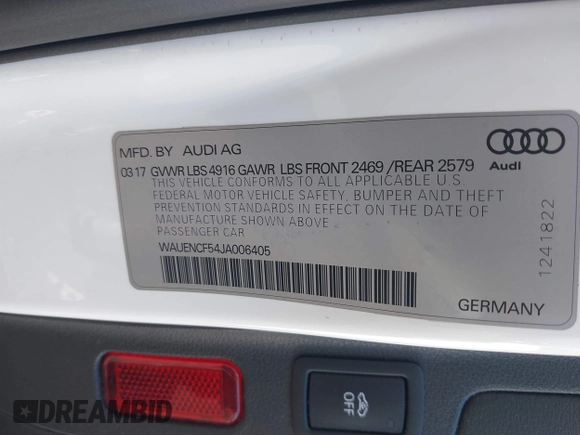 MFD. BY AUDI AG
03 17 GVWR LBS 4916 GAWR LBS FRONT 2469 /REAR 2579
THIS VEHICLE CONFORMS TO ALL APPLICABLE U.S.
FEDERAL MOTOR VEHICLE SAFETY, BUMPER AND THEFT
PREVENTION STANDARDS IN EFFECT ON THE DATE OF
MANUFACTURE SHOWN ABOVE.
PASSENGER CAR
WAUENCF54JA006405
Audi
1241822
GERMANY
OFF
DREAMBID